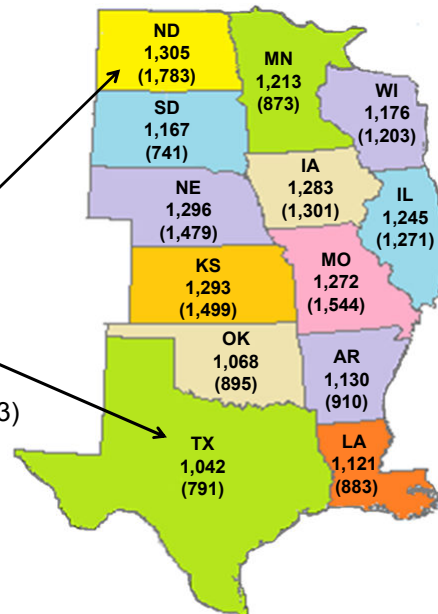 ND
1,305
(1,783)
MN
1,213
(873)
WI
1,176
(1,203)
SD
1,167
(741)
IA
1,283
(1,301)
NE
1,296
(1,479)
IL
1,245
(1,271)
KS
1,293
(1,499)
MO
1,272
(1,544)
OK
1,068
(895)
AR
1,130
(910)
3)
TX
1,042
(791)
LA
1,121
(883)